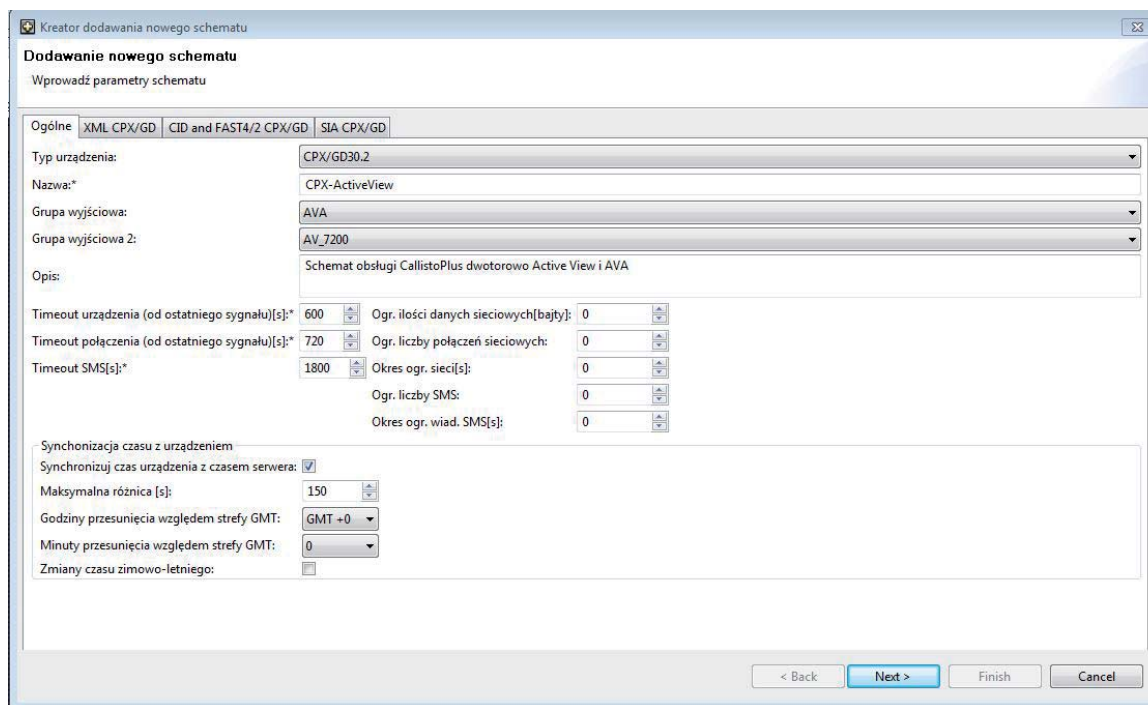 Kreator dodawania nowego schematu
Dodawanie nowego schematu
Wprowadź parametry schematu
Ogólne XML CPX/GD CID and FAST4/2 CPX/GD SIA CPX/GD
Typ urządzenia: CPX/GD30.2
Nazwa:* CPX-ActiveView
Grupa wyjściowa: AVA
Grupa wyjściowa 2: AV_7200
Opis: Schemat obsługi CallistoPlus dwotorowo Active View i AVA
Timeout urządzenia (od ostatniego sygnału)[s]:* 600 Ogr. ilości danych sieciowych[bajty]: 0
Timeout połączenia (od ostatniego sygnału)[s]:* 720 Ogr. liczby połączeń sieciowych: 0
Timeout SMS[s]:* 1800 Okres ogr. sieci[s]: 0
Ogr. liczby SMS: 0
Okres ogr. wiad. SMS[s]: 0
Synchonizacja czasu z urządzeniem
Synchronizuj czas urządzenia z czasem serwera:
Maksymalna różnica [s]: 150
Godziny przesunięcia względem strefy GMT: GMT +0
Minuty przesunięcia względem strefy GMT: 0
Zmiany czasu zimowo-letniego:
< Back Next > Finish Cancel